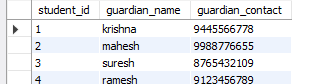 student_id guardian_name guardian_contact
1 krishna 9445566778
2 mahesh 9988776655
3 suresh 8765432109
4 ramesh 9123456789